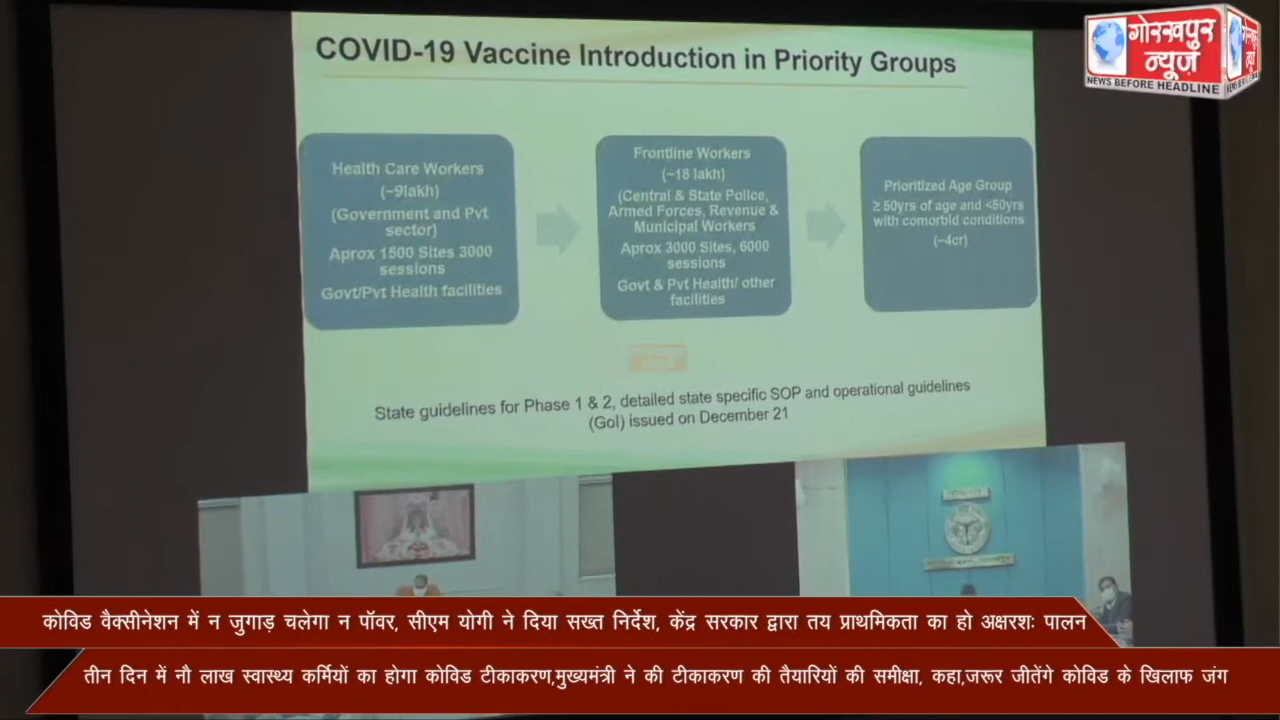 COVID-19 Vaccine Introduction in Priority Groups
गोरखपुर
न्यूज़
NEWS BEFORE HEADLINE
Health Care Workers
(~9lakh)
(Government and Pvt
sector)
Aprox 1500 Sites 3000
sessions
Govt/Pvt Health facilities
Frontline Workers
(~18 lakh)
(Central & State Police,
Armed Forces, Revenue &
Municipal Workers
Aprox 3000 Sites, 6000
sessions
Govt & Pvt Health/ other
facilities
Prioritized Age Group
≥ 50yrs of age and <50yrs
with comorbid conditions
(~4cr)
State guidelines for Phase 1 & 2, detailed state specific SOP and operational guidelines
(GoI) issued on December 21
कोविड वैक्सीनेशन में न जुगाड़ चलेगा न पॉवर, सीएम योगी ने दिया सख्त निर्देश, केंद्र सरकार द्वारा तय प्राथमिकता का हो अक्षरशः पालन
तीन दिन में नौ लाख स्वास्थ्य कर्मियों का होगा कोविड टीकाकरण,मुख्यमंत्री ने की टीकाकरण की तैयारियों की समीक्षा, कहा,जरूर जीतेंगे कोविड के खिलाफ जंग